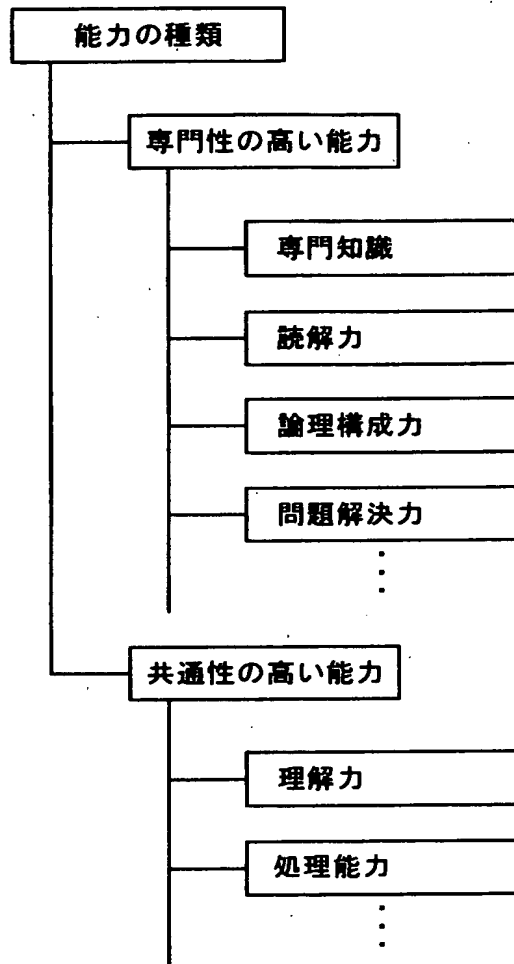 能力の種類
専門性の高い能力
専門知識
読解力
論理構成力
問題解決力
共通性の高い能力
理解力
処理能力